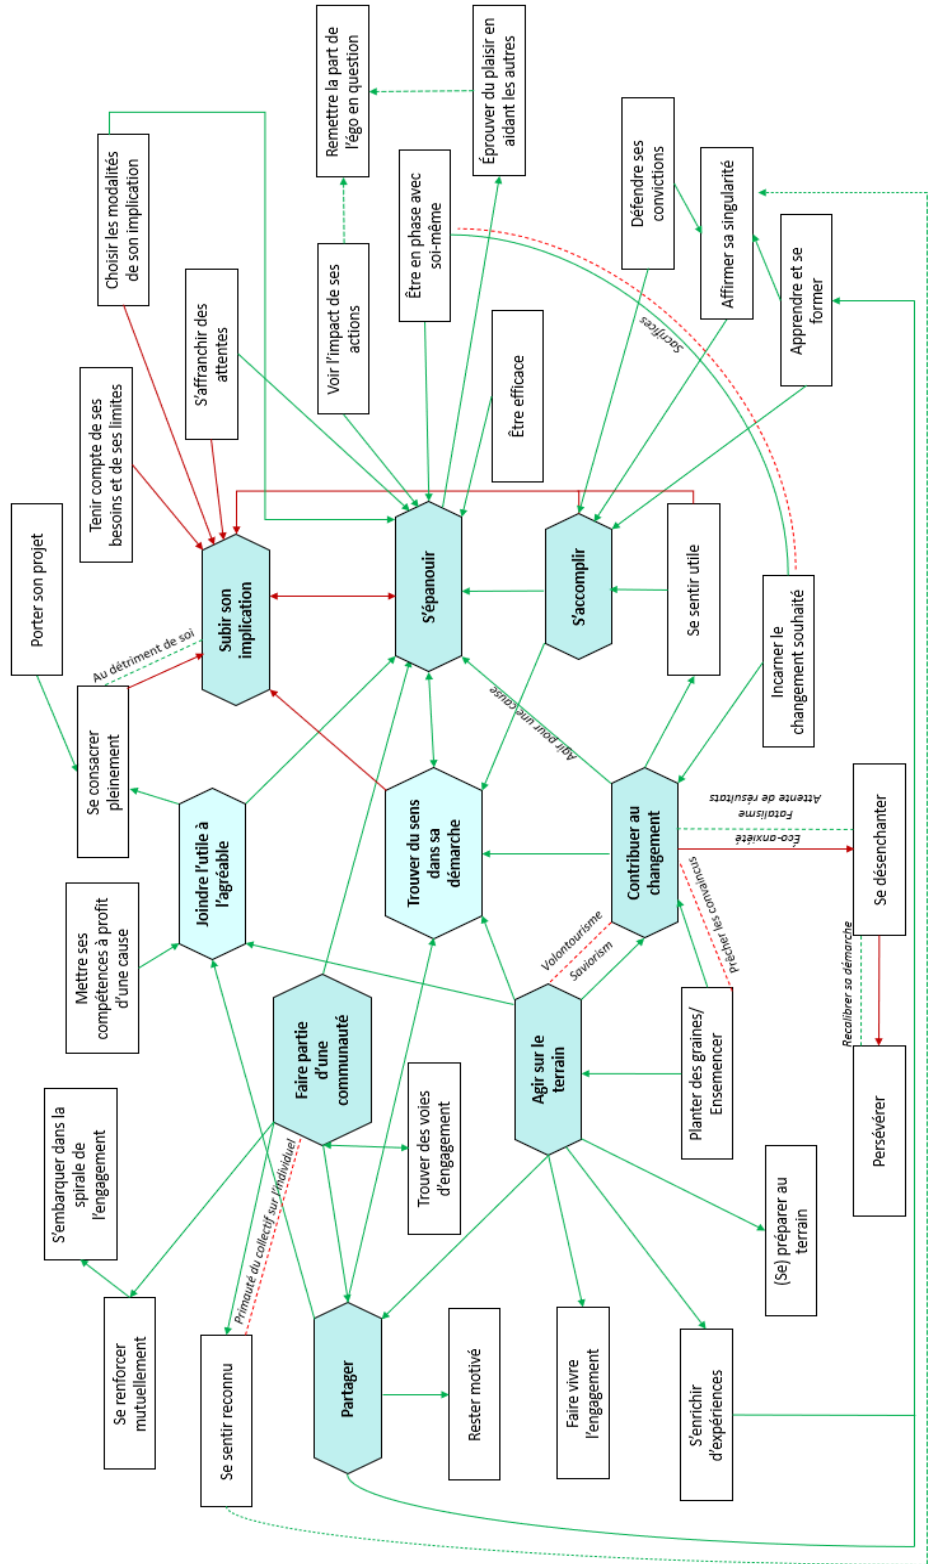 S'embarquer dans la
spirale de
l'engagement
Mettre ses
compétences à profit
d'une cause
Porter son projet
Se renforcer
mutuellement
Se consacrer
pleinement
Au détriment de soi
Tenir compte de ses
besoins et de ses limites
Choisir les modalités
de son implication
Se sentir reconnu
Primauté du collectif sur l'individuel
Joindre l'utile à
l'agréable
Subir son
implication
S'affranchir des
attentes
Faire partie
d'une
communauté
Remettre la part de
l'égo en question
Partager
Voir l'impact de ses
actions
Trouver des voies
d'engagement
Trouver du sens
dans sa
démarche
S'épanouir
Être en phase avec
soi-même
Éprouver du plaisir en
aidant les autres
Rester motivé
Être efficace
Agir pour une cause
Faire vivre
l'engagement
Agir sur le
terrain
Volontourisme
Saviorism
S'accomplir
Contribuer au
changement
Sacrifices
Défendre ses
convictions
S'enrichir
d'expériences
Planter des graines/
Ensemencer
Prêcher les convaincus
Se sentir utile
Affirmer sa singularité
(Se) préparer au
terrain
Éco-anxiété
Fatalisme
Attente de résultats
Incarner le
changement souhaité
Apprendre et se
former
Persévérer
Recalibrer sa démarche
Se désenchanter